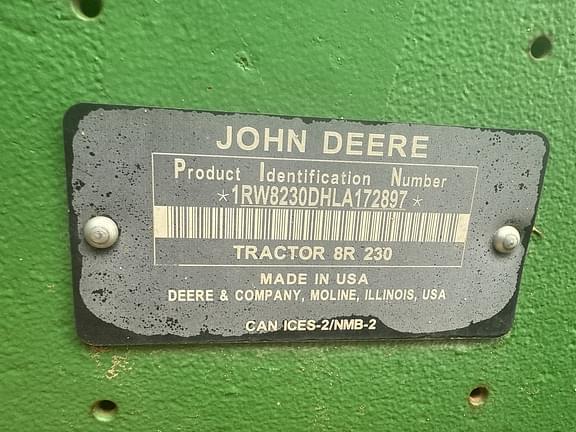 JOHN DEERE
Product Identification Number
*1RW8230DHLA172897*
TRACTOR 8R 230
MADE IN USA
DEERE & COMPANY, MOLINE, ILLINOIS, USA
CAN ICES-2/NMB-2